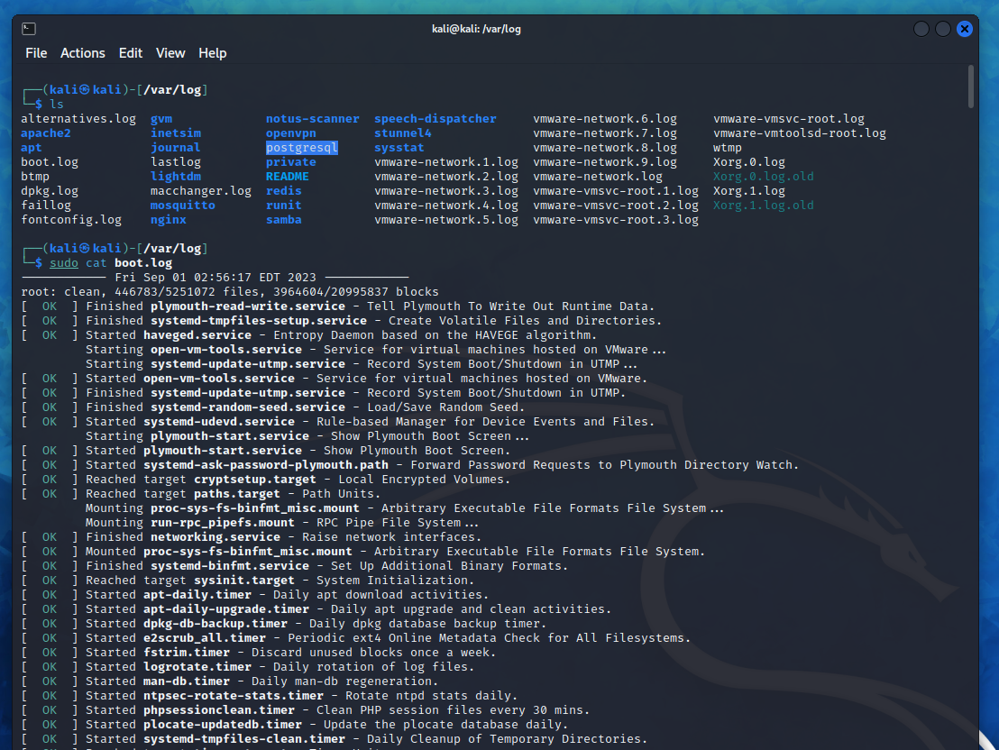 kali@kali: /var/log
File Actions Edit View Help
┌──(kali㉿kali)-[/var/log]
└─$ ls
alternatives.log gvm notus-scanner speech-dispatcher vmware-network.6.log vmware-vmsvc-root.log
apache2 inetsim openvpn stunnel4 vmware-network.7.log vmware-vmtoolsd-root.log
apt journal postgresql sysstat vmware-network.8.log wtmp
boot.log lastlog private vmware-network.1.log vmware-network.9.log Xorg.0.log
btmp lightdm README vmware-network.2.log vmware-network.log Xorg.0.log.old
dpkg.log macchanger.log redis vmware-network.3.log vmware-vmsvc-root.1.log Xorg.1.log
faillog mosquitto runit vmware-network.4.log vmware-vmsvc-root.2.log Xorg.1.log.old
fontconfig.log nginx samba vmware-network.5.log vmware-vmsvc-root.3.log
┌──(kali㉿kali)-[/var/log]
└─$ sudo cat boot.log
------------ Fri Sep 01 02:56:17 EDT 2023 ------------
root: clean, 446783/5251072 files, 3964604/20995837 blocks
[  OK  ] Finished plymouth-read-write.service - Tell Plymouth To Write Out Runtime Data.
[  OK  ] Finished systemd-tmpfiles-setup.service - Create Volatile Files and Directories.
[  OK  ] Started haveged.service - Entropy Daemon based on the HAVEGE algorithm.
Starting open-vm-tools.service - Service for virtual machines hosted on VMware...
Starting systemd-update-utmp.service - Record System Boot/Shutdown in UTMP...
[  OK  ] Started open-vm-tools.service - Service for virtual machines hosted on VMware.
[  OK  ] Finished systemd-update-utmp.service - Record System Boot/Shutdown in UTMP.
[  OK  ] Finished systemd-random-seed.service - Load/Save Random Seed.
[  OK  ] Started systemd-udevd.service - Rule-based Manager for Device Events and Files.
Starting plymouth-start.service - Show Plymouth Boot Screen...
[  OK  ] Started plymouth-start.service - Show Plymouth Boot Screen.
[  OK  ] Started systemd-ask-password-plymouth.path - Forward Password Requests to Plymouth Directory Watch.
[  OK  ] Reached target cryptsetup.target - Local Encrypted Volumes.
[  OK  ] Reached target paths.target - Path Units.
Mounting proc-sys-fs-binfmt_misc.mount - Arbitrary Executable File Formats File System...
Mounting run-rpc_pipefs.mount - RPC Pipe File System...
[  OK  ] Finished networking.service - Raise network interfaces.
[  OK  ] Mounted proc-sys-fs-binfmt_misc.mount - Arbitrary Executable File Formats File System.
[  OK  ] Finished systemd-binfmt.service - Set Up Additional Binary Formats.
[  OK  ] Reached target sysinit.target - System Initialization.
[  OK  ] Started apt-daily.timer - Daily apt download activities.
[  OK  ] Started apt-daily-upgrade.timer - Daily apt upgrade and clean activities.
[  OK  ] Started dpkg-db-backup.timer - Daily dpkg database backup timer.
[  OK  ] Started e2scrub_all.timer - Periodic ext4 Online Metadata Check for All Filesystems.
[  OK  ] Started fstrim.timer - Discard unused blocks once a week.
[  OK  ] Started logrotate.timer - Daily rotation of log files.
[  OK  ] Started man-db.timer - Daily man-db regeneration.
[  OK  ] Started ntpsec-rotate-stats.timer - Rotate ntpd stats daily.
[  OK  ] Started phpsessionclean.timer - Clean PHP session files every 30 mins.
[  OK  ] Started plocate-updatedb.timer - Update the plocate database daily.
[  OK  ] Started systemd-tmpfiles-clean.timer - Daily Cleanup of Temporary Directories.